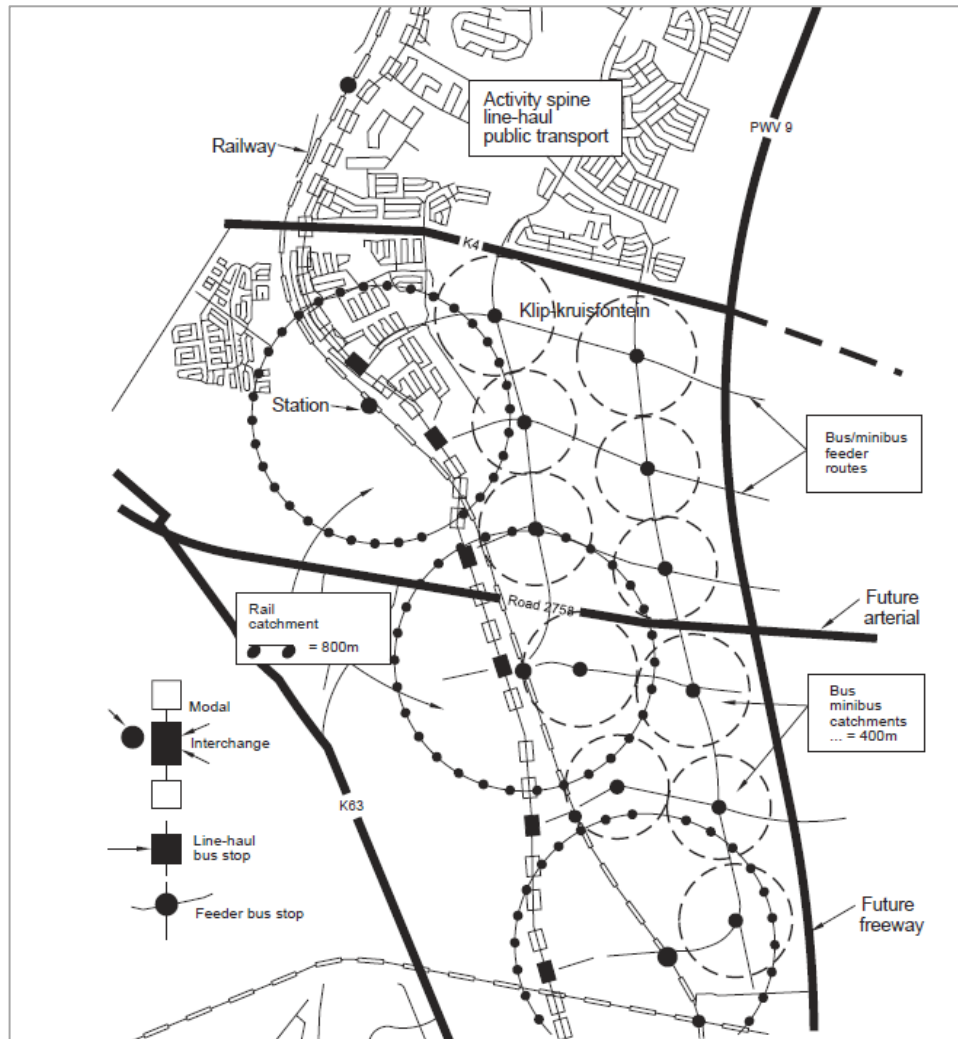 Activity spine
line-haul
public transport
PWV 9
Railway
K4
Klip-kruisfontein
Station
Bus/minibus
feeder
routes
Road 2758
Future
arterial
Rail
catchment
= 800m
Bus
minibus
catchments
... = 400m
Modal
Interchange
K63
Line-haul
bus stop
Feeder bus stop
Future
freeway